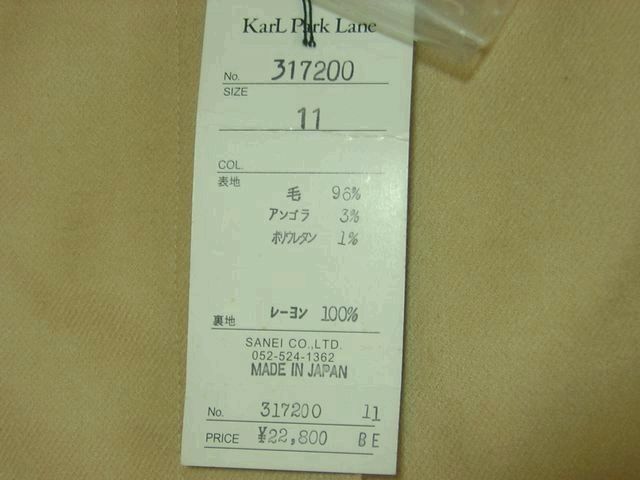 KarL Park Lane
No. 317200
SIZE
11
COL.
表地
毛 96%
アンゴラ 3%
ポリウレタン 1%
裏地 レーヨン 100%
SANEI CO.,LTD.
052-524-1362
MADE IN JAPAN
No. 317200 11
PRICE ¥22,800 BE